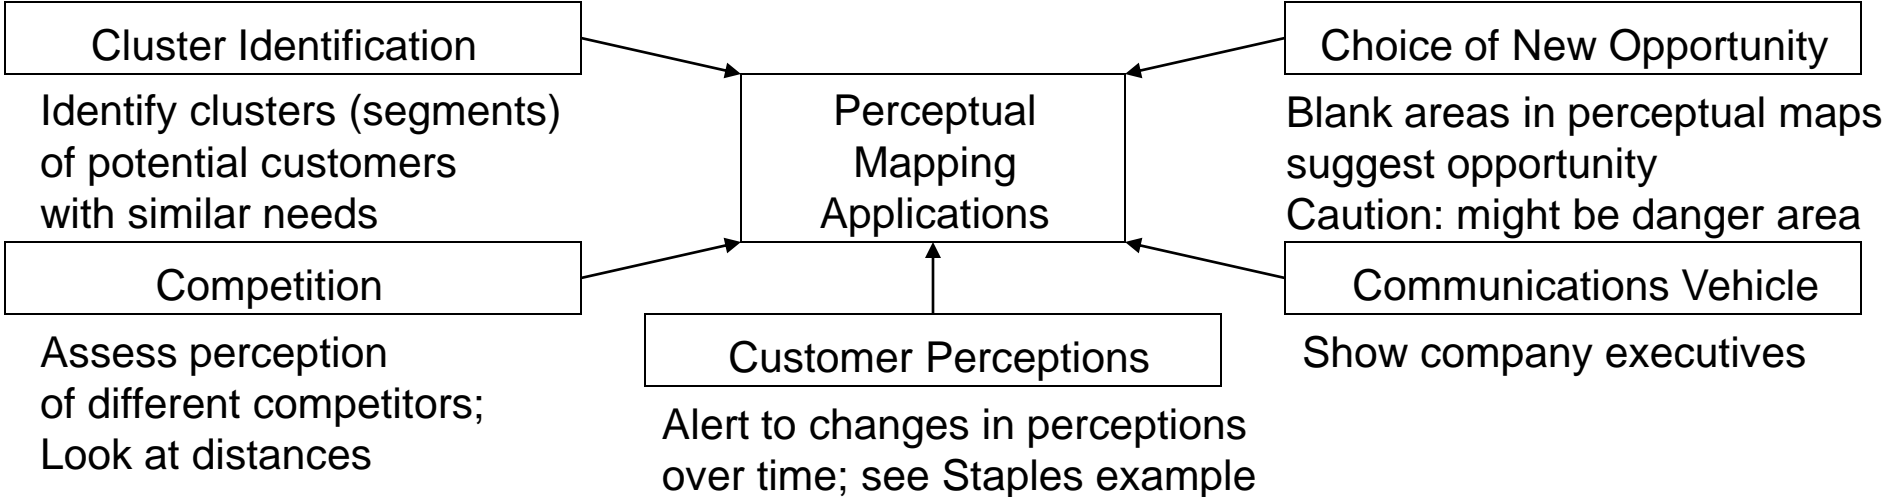 Cluster Identification
Identify clusters (segments)
of potential customers
with similar needs
Competition
Assess perception
of different competitors;
Look at distances
Perceptual
Mapping
Applications
Customer Perceptions
Alert to changes in perceptions
over time; see Staples example
Choice of New Opportunity
Blank areas in perceptual maps
suggest opportunity
Caution: might be danger area
Communications Vehicle
Show company executives